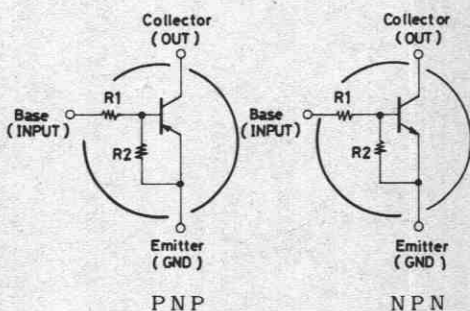 Collector
(OUT)
R1
Base
(INPUT)
R2
Emitter
(GND)
PNP
Collector
(OUT)
R1
Base
(INPUT)
R2
Emitter
(GND)
NPN